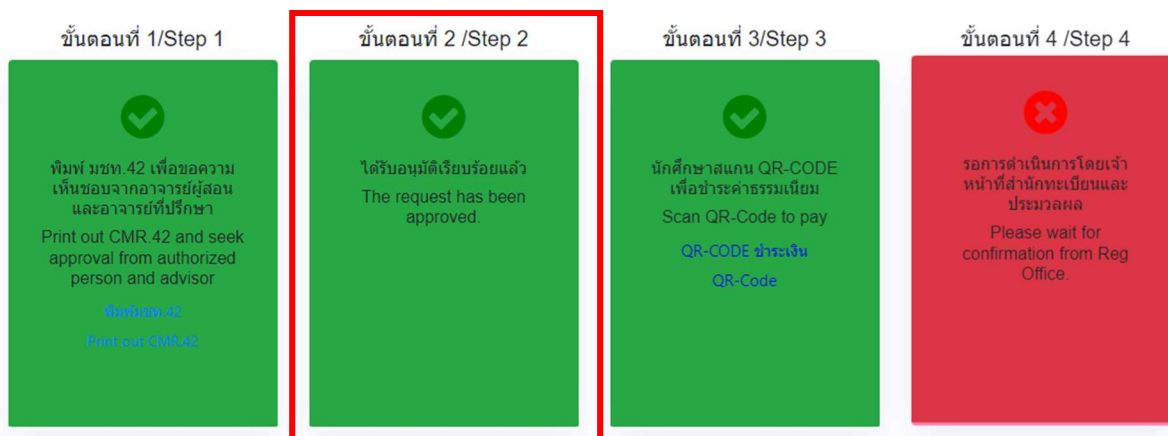 ขั้นตอนที่ 1/Step 1
พิมพ์ มชท.42 เพื่อขอความ
เห็นชอบจากอาจารย์ผู้สอน
และอาจารย์ที่ปรึกษา
Print out CMR.42 and seek
approval from authorized
person and advisor
พิมพ์มชท.42
Print out CMR.42
ขั้นตอนที่ 2 /Step 2
ได้รับอนุมัติเรียบร้อยแล้ว
The request has been
approved.
ขั้นตอนที่ 3/Step 3
นักศึกษาสแกน QR-CODE
เพื่อชำระค่าธรรมเนียม
Scan QR-Code to pay
QR-CODE ชำระเงิน
QR-Code
ขั้นตอนที่ 4 /Step 4
รอการดำเนินการโดยเจ้า
หน้าที่สำนักทะเบียนและ
ประมวลผล
Please wait for
confirmation from Reg
Office.